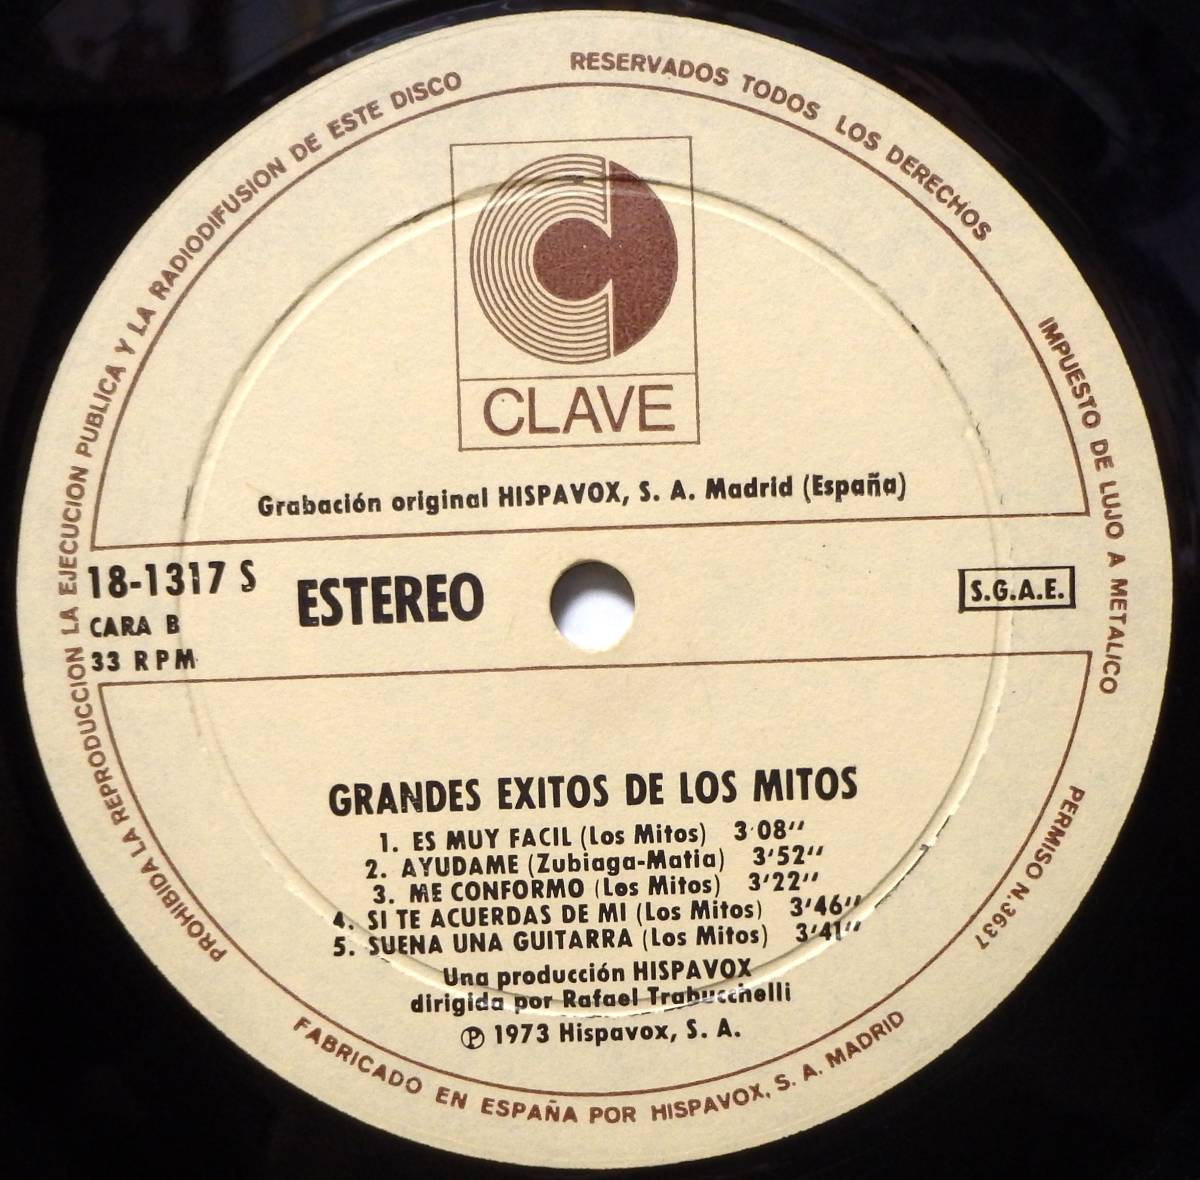 PROHIBIDA LA REPRODUCCION LA EJECUCION PUBLICA Y LA RADIODIFUSION DE ESTE DISCO
RESERVADOS TODOS LOS DERECHOS
IMPUESTO DE LUJO A METALICO
PERMISO N.3637
CLAVE
Grabación original HISPAVOX, S. A. Madrid (España)
18-1317 S
CARA B
33 RPM
ESTEREO
S.G.A.E.
GRANDES EXITOS DE LOS MITOS
1. ES MUY FACIL (Los Mitos) 3'08''
2. AYUDAME (Zubiaga-Matia) 3'52''
3. ME CONFORMO (Los Mitos) 3'22''
4. SI TE ACUERDAS DE MI (Los Mitos) 3'46''
5. SUENA UNA GUITARRA (Los Mitos) 3'41''
Una producción HISPAVOX
dirigida por Rafael Trabucchelli
℗ 1973 Hispavox, S. A.
FABRICADO EN ESPAÑA POR HISPAVOX, S. A. MADRID